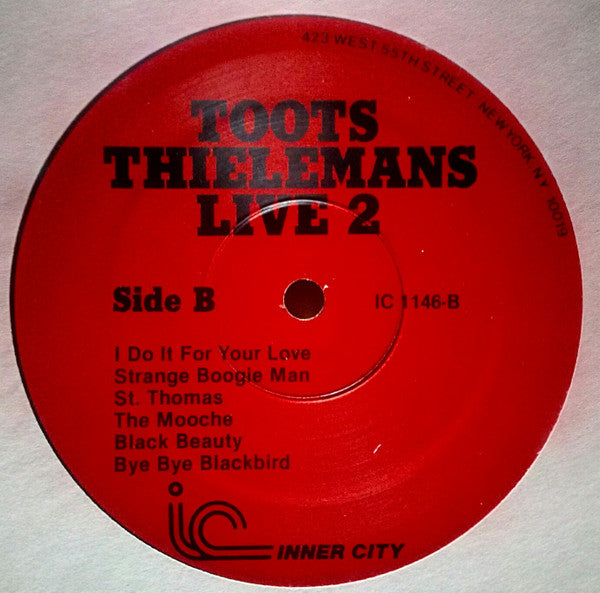 423 WEST 55TH STREET NEW YORK, N.Y. 10019
TOOTS
THIELEMANS
LIVE 2
Side B
IC 1146-B
I Do It For Your Love
Strange Boogie Man
St. Thomas
The Mooche
Black Beauty
Bye Bye Blackbird
ic INNER CITY